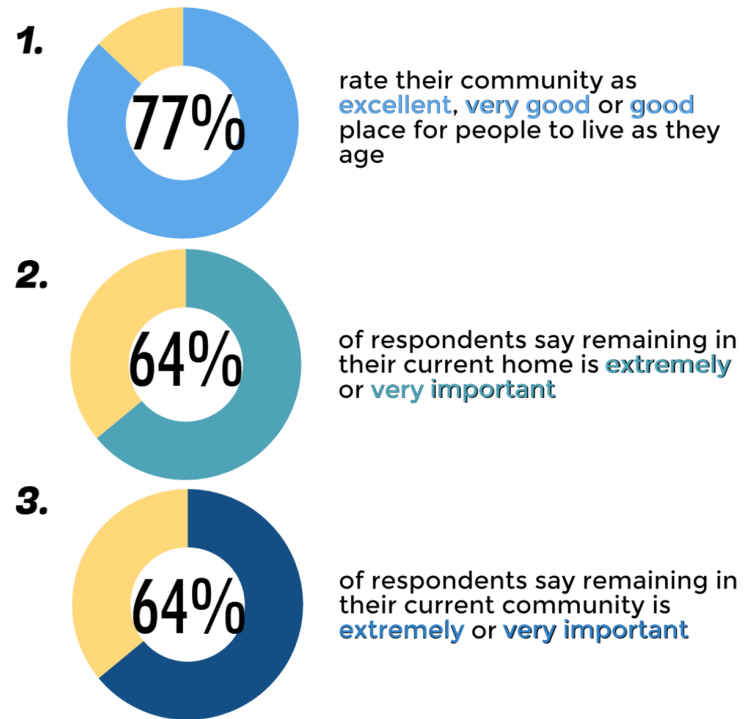 1.
77%
rate their community as
excellent, very good or good
place for people to live as they
age
2.
64%
of respondents say remaining in
their current home is extremely
or very important
3.
64%
of respondents say remaining in
their current community is
extremely or very important